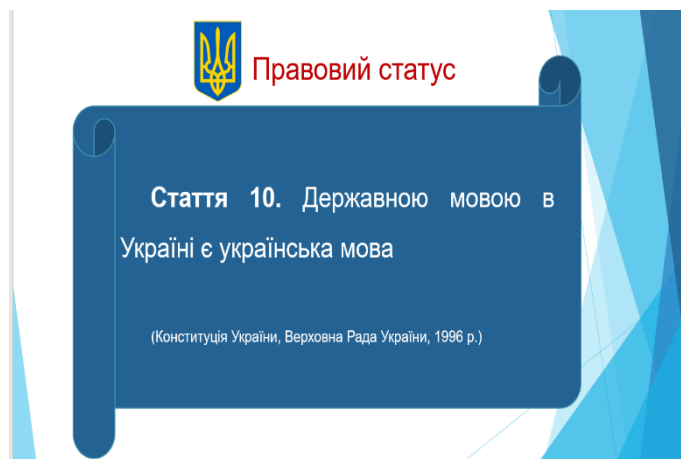 Правовий статус
Стаття 10. Державною мовою в
Україні є українська мова
(Конституція України, Верховна Рада України, 1996 р.)